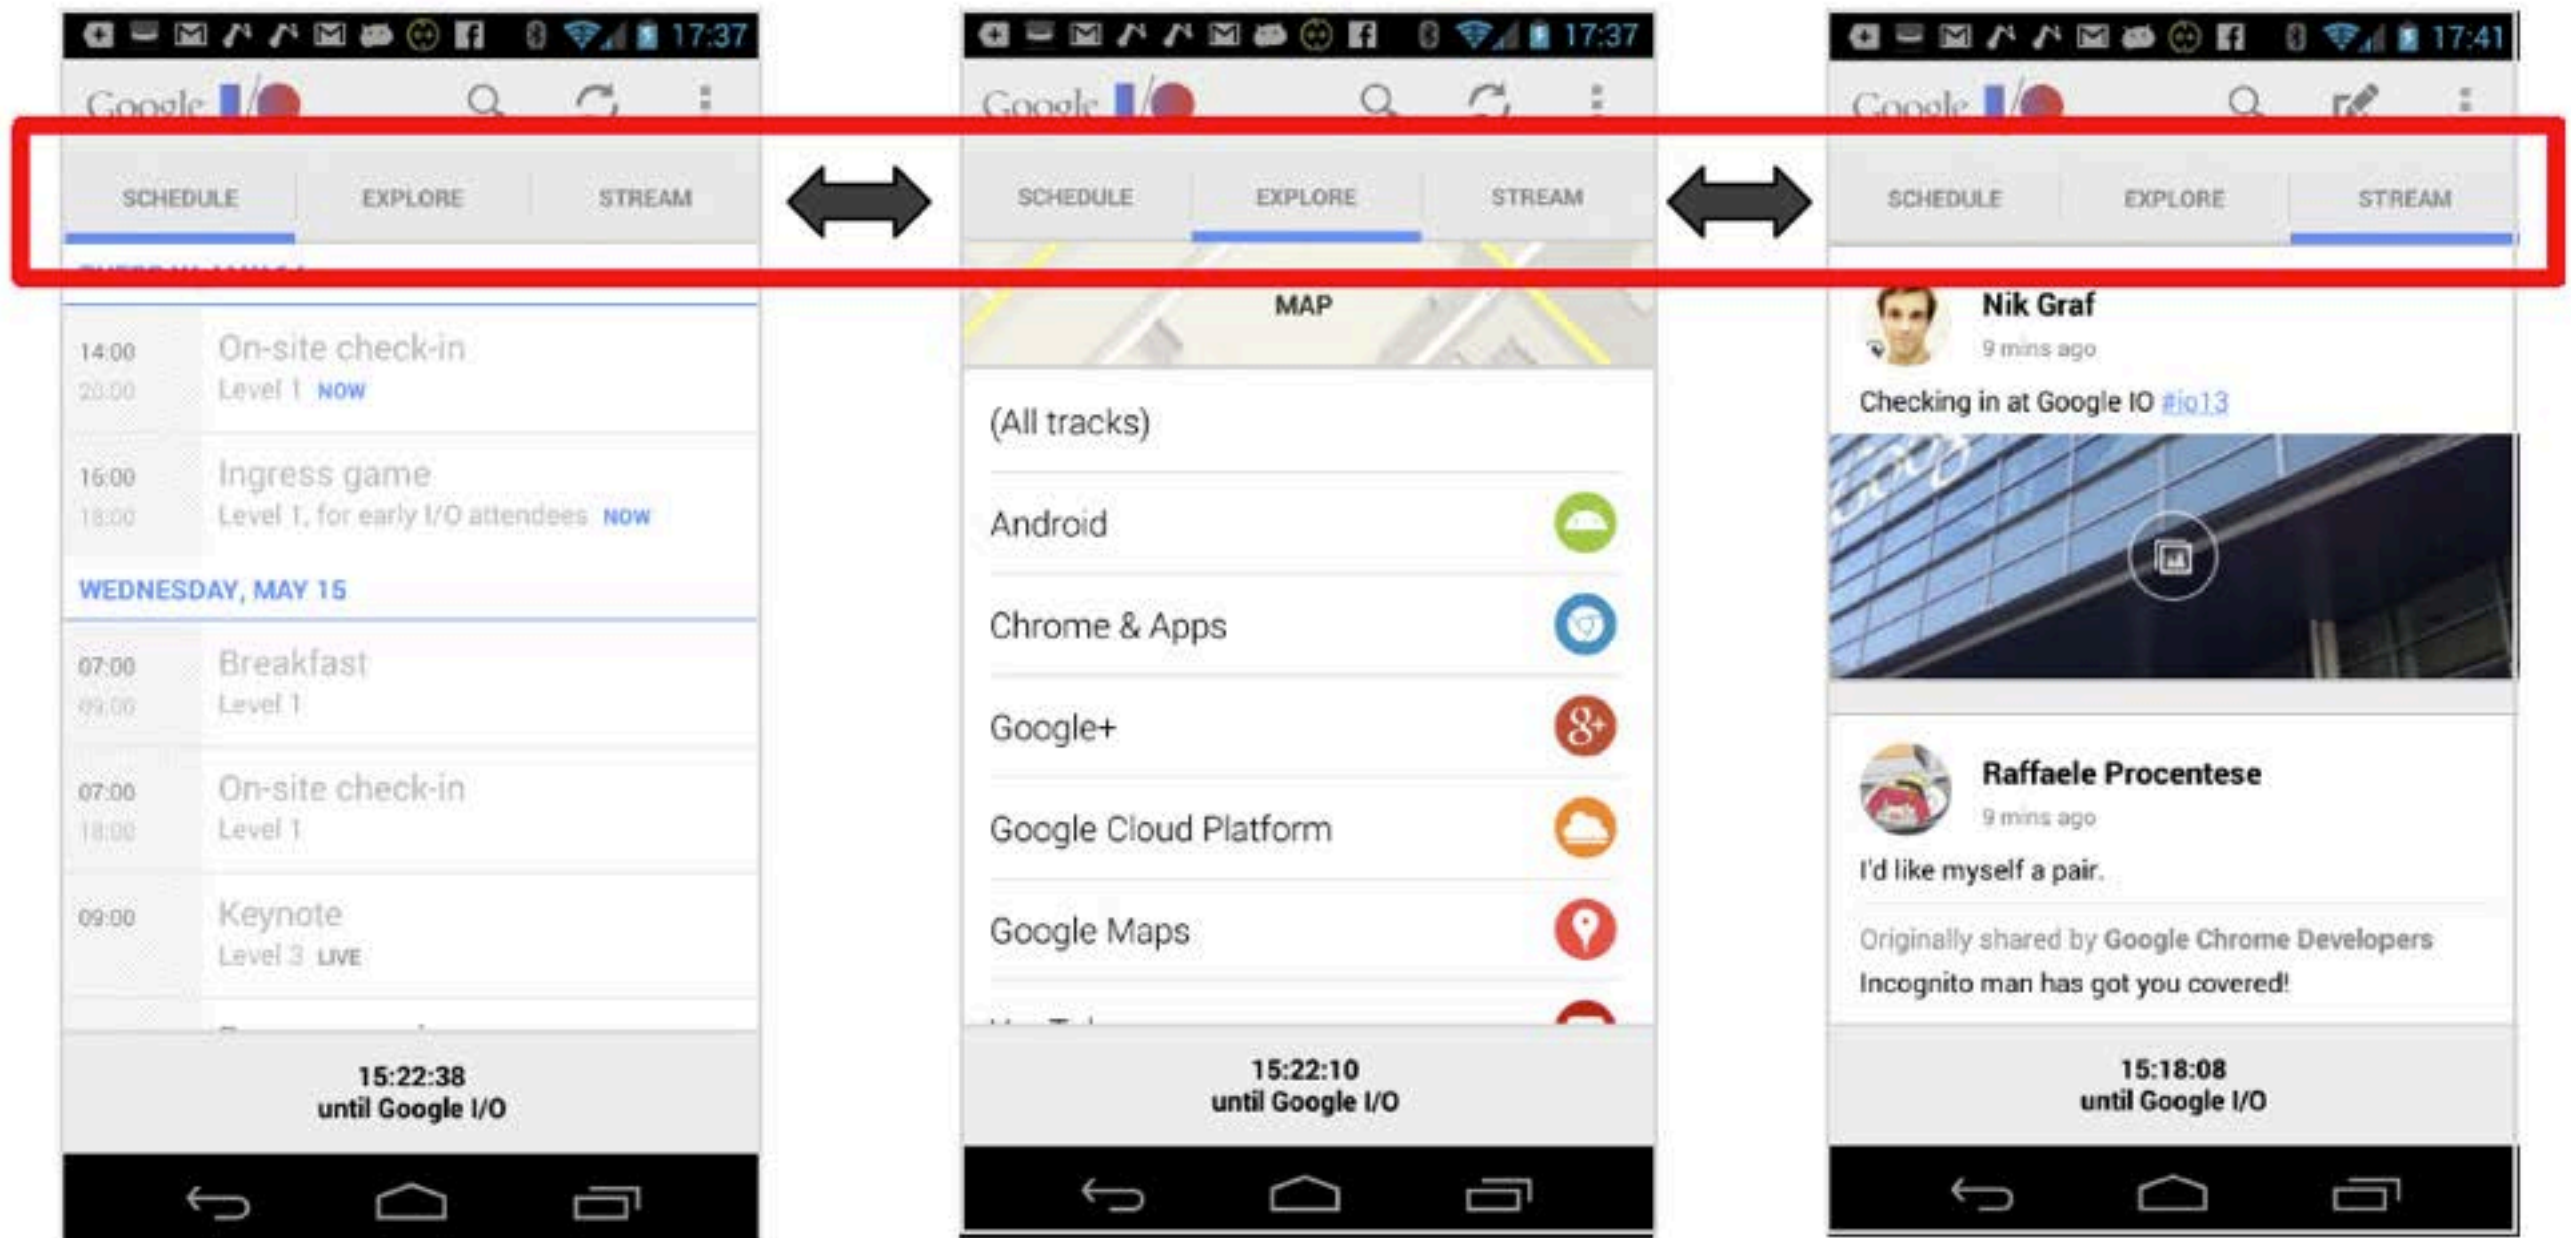 17:37
Google I/O
SCHEDULE EXPLORE STREAM
14:00 On-site check-in
20:00 Level 1 NOW
16:00 Ingress game
18:00 Level 1, for early I/O attendees NOW
WEDNESDAY, MAY 15
07:00 Breakfast
09:00 Level 1
07:00 On-site check-in
18:00 Level 1
09:00 Keynote
Level 3 LIVE
15:22:38
until Google I/O
17:37
Google I/O
SCHEDULE EXPLORE STREAM
MAP
(All tracks)
Android
Chrome & Apps
Google+
8+
Google Cloud Platform
Google Maps
15:22:10
until Google I/O
17:41
Google I/O
SCHEDULE EXPLORE STREAM
Nik Graf
9 mins ago
Checking in at Google IO #io13
Raffaele Procentese
9 mins ago
I'd like myself a pair.
Originally shared by Google Chrome Developers
Incognito man has got you covered!
15:18:08
until Google I/O